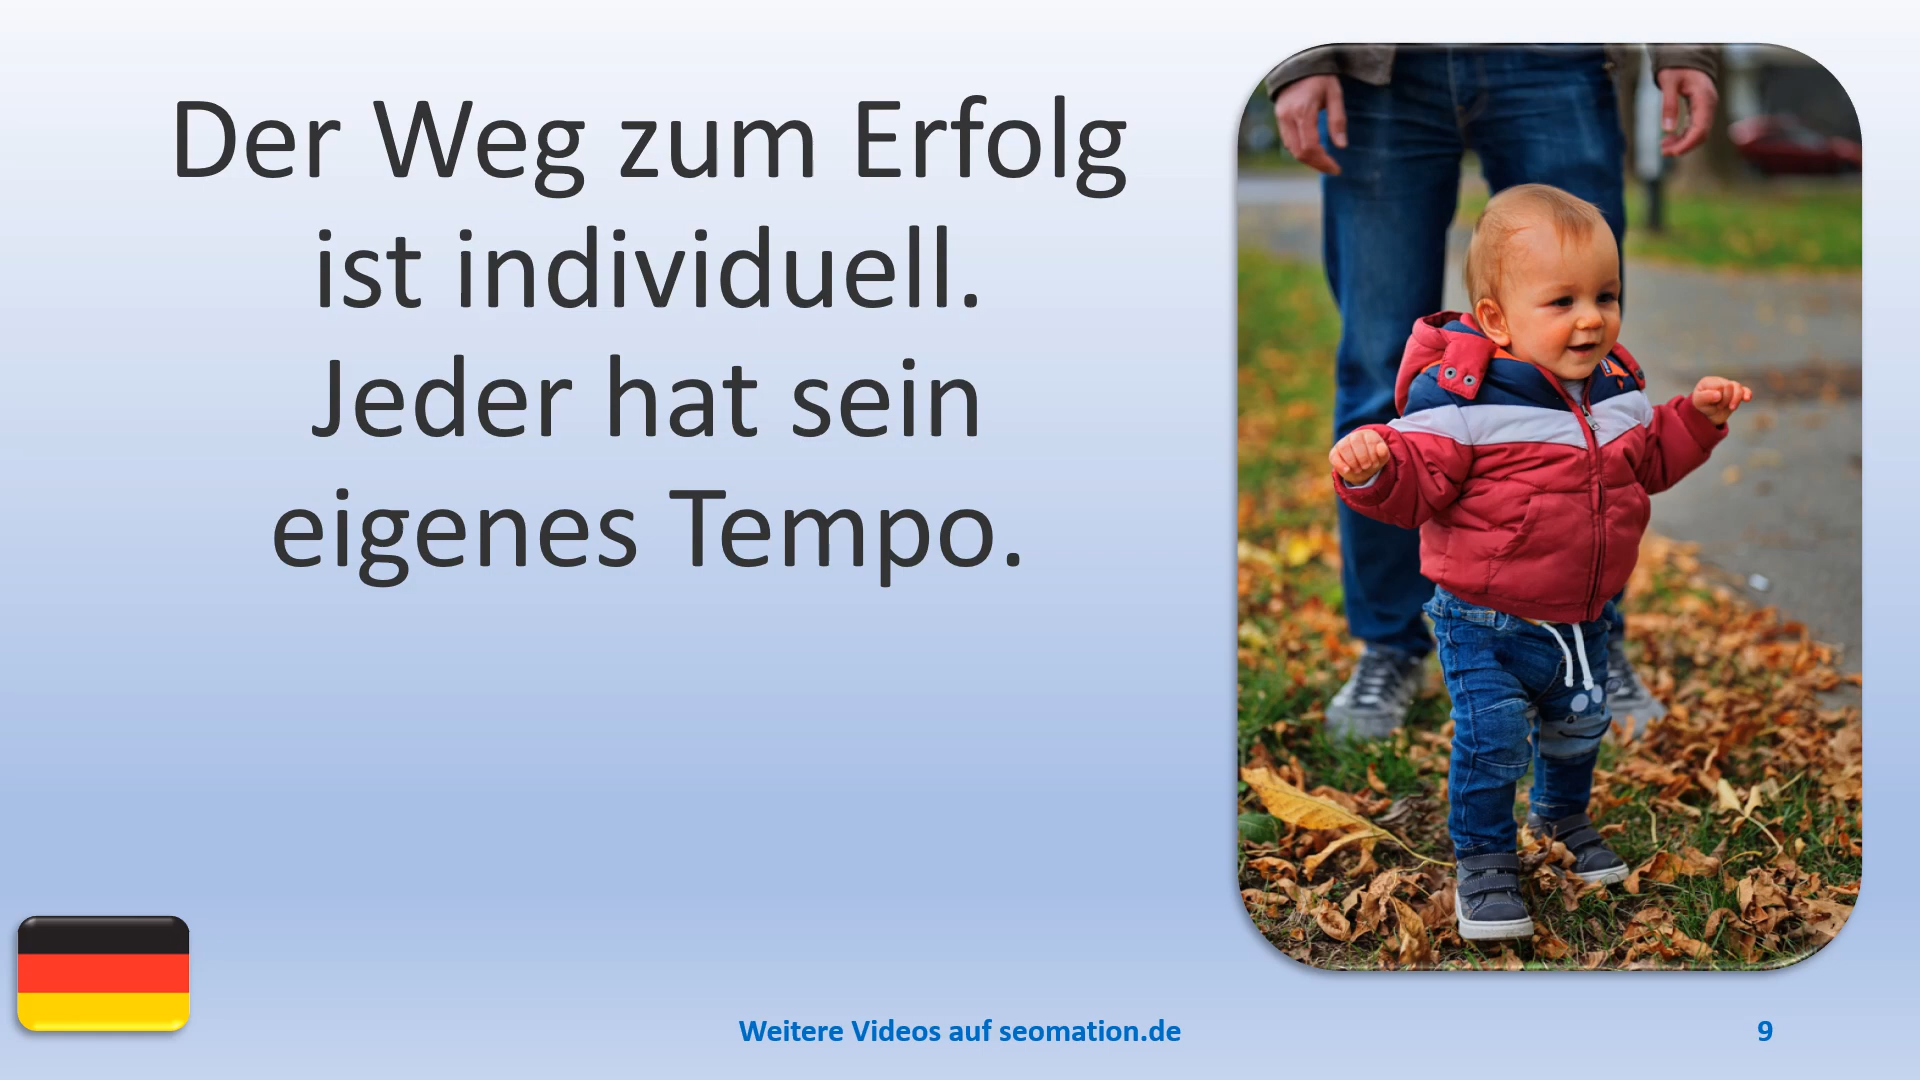 Der Weg zum Erfolg
ist individuell.
Jeder hat sein
eigenes Tempo.
Weitere Videos auf seomation.de
9